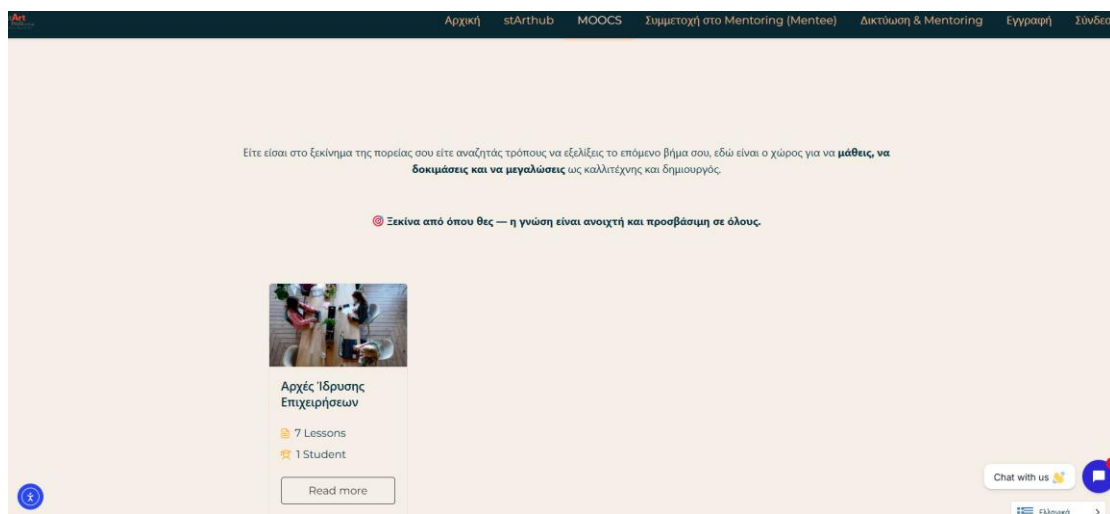 Art
Αρχική stArthub MOOCS Συμμετοχή στο Mentoring (Mentee) Δικτύωση & Mentoring Εγγραφή
Είτε είσαι στο ξεκίνημα της πορείας σου είτε αναζητάς τρόπους να εξελίξεις το επόμενο βήμα σου, εδώ είναι ο χώρος για να μάθεις, να
δοκιμάσεις και να μεγαλώσεις ως καλλιτέχνης και δημιουργός.
🎯 Ξεκίνα από όπου θες — η γνώση είναι ανοιχτή και προσβάσιμη σε όλους.
Αρχές Ίδρυσης
Επιχειρήσεων
7 Lessons
1 Student
Read more
Chat with us 👋
Ελληνικά